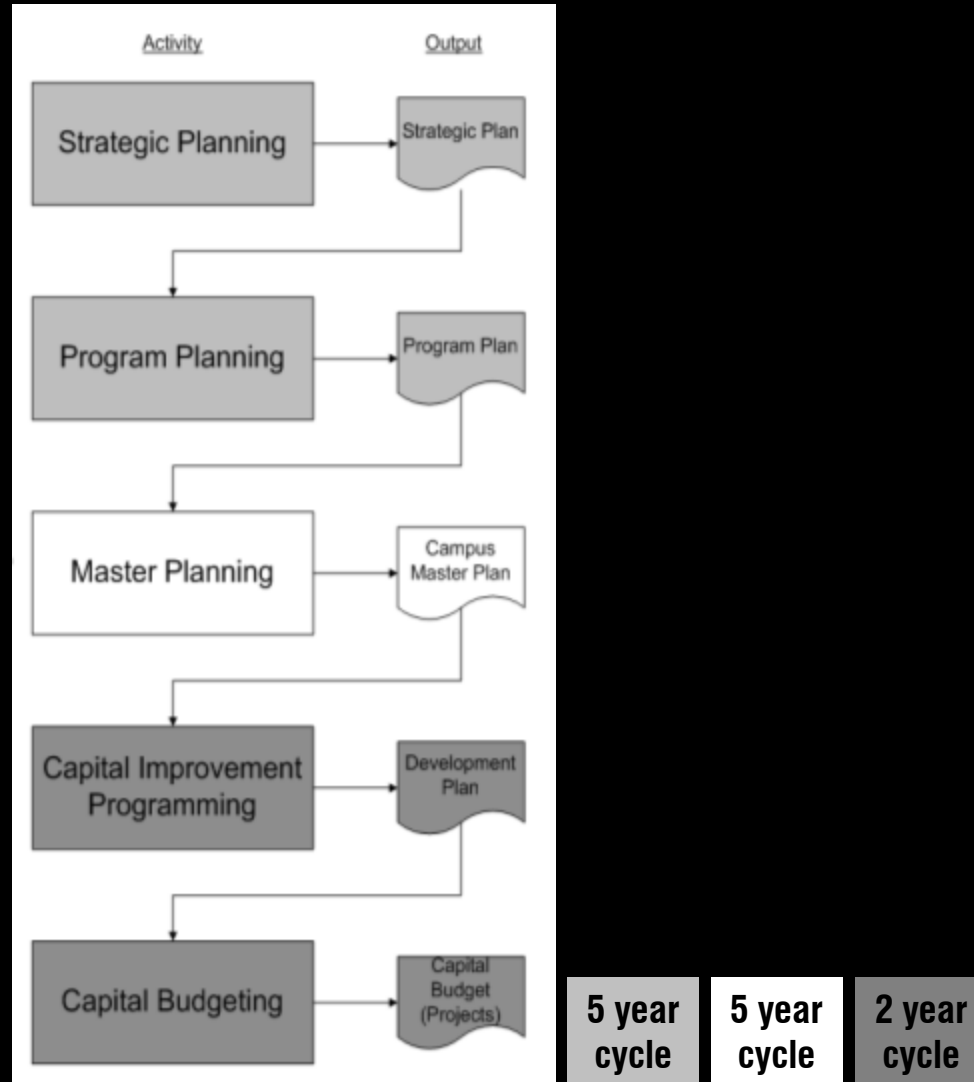 Activity
Output
Strategic Planning
Strategic Plan
Program Planning
Program Plan
Master Planning
Campus
Master Plan
Capital Improvement
Programming
Development
Plan
Capital Budgeting
Capital
Budget
(Projects)
5 year
cycle
5 year
cycle
2 year
cycle